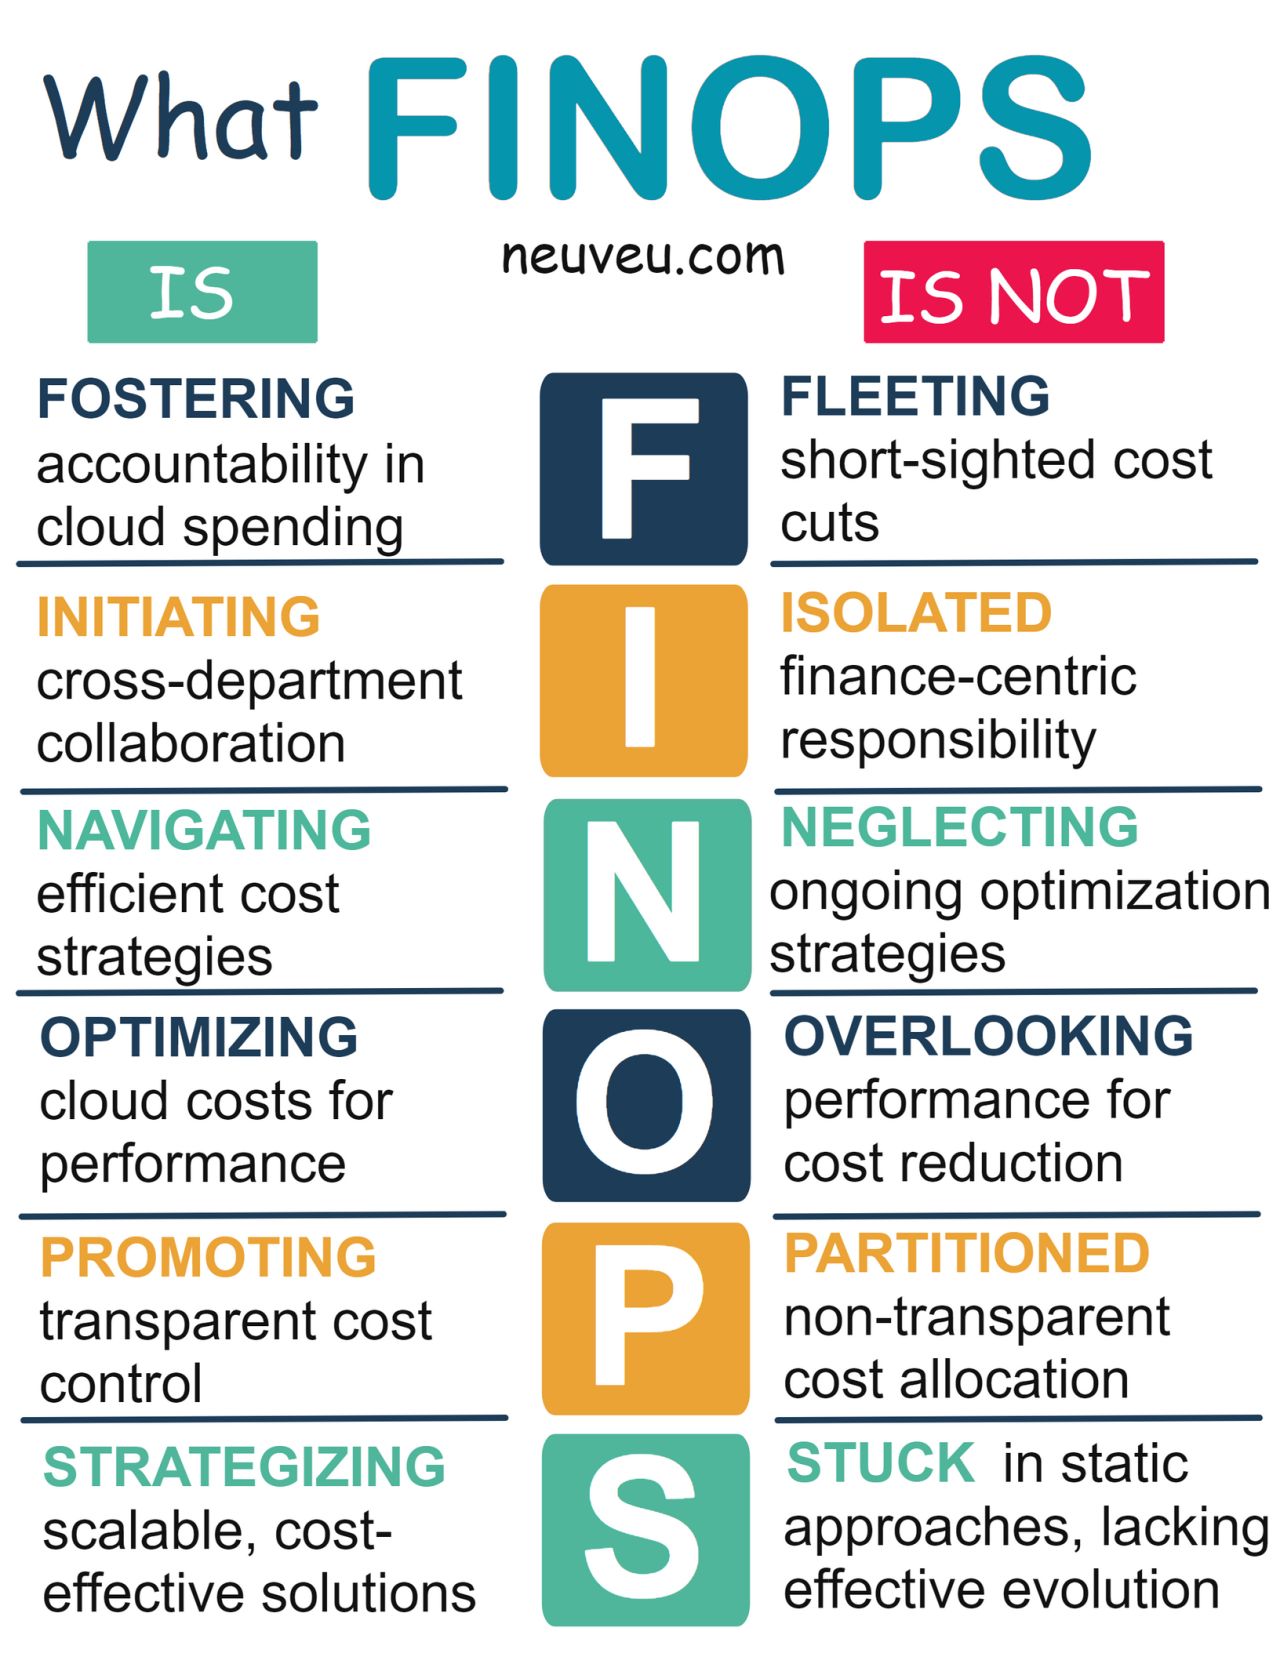 What FINOPS
neuveu.com
IS
IS NOT
FOSTERING
accountability in
cloud spending
F
FLEETING
short-sighted cost
cuts
INITIATING
cross-department
collaboration
I
ISOLATED
finance-centric
responsibility
NAVIGATING
efficient cost
strategies
N
NEGLECTING
ongoing optimization
strategies
OPTIMIZING
cloud costs for
performance
O
OVERLOOKING
performance for
cost reduction
PROMOTING
transparent cost
control
P
PARTITIONED
non-transparent
cost allocation
STRATEGIZING
scalable, cost-
effective solutions
S
STUCK in static
approaches, lacking
effective evolution